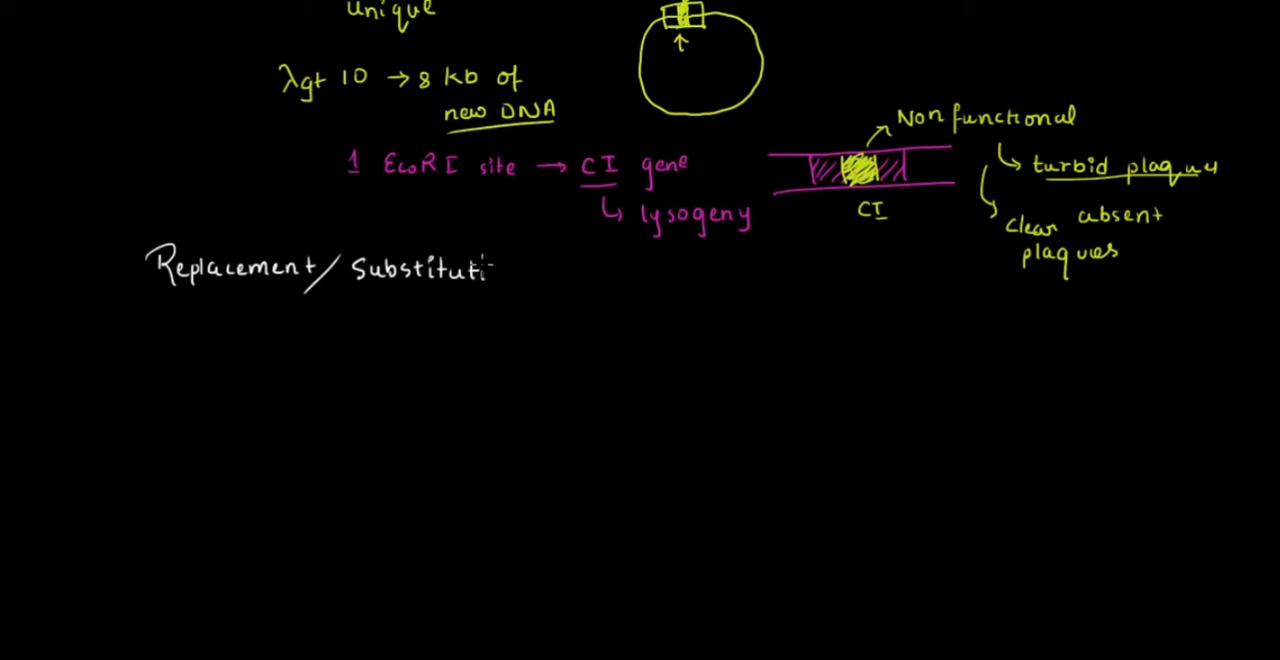 unique
λgt 10 → 8 kb of
new DNA
Non functional
1 EcoRI site → CI gene
↳ turbid plaques
CI
↳ lysogeny
clear absent
plaques
Replacement/ Substituti